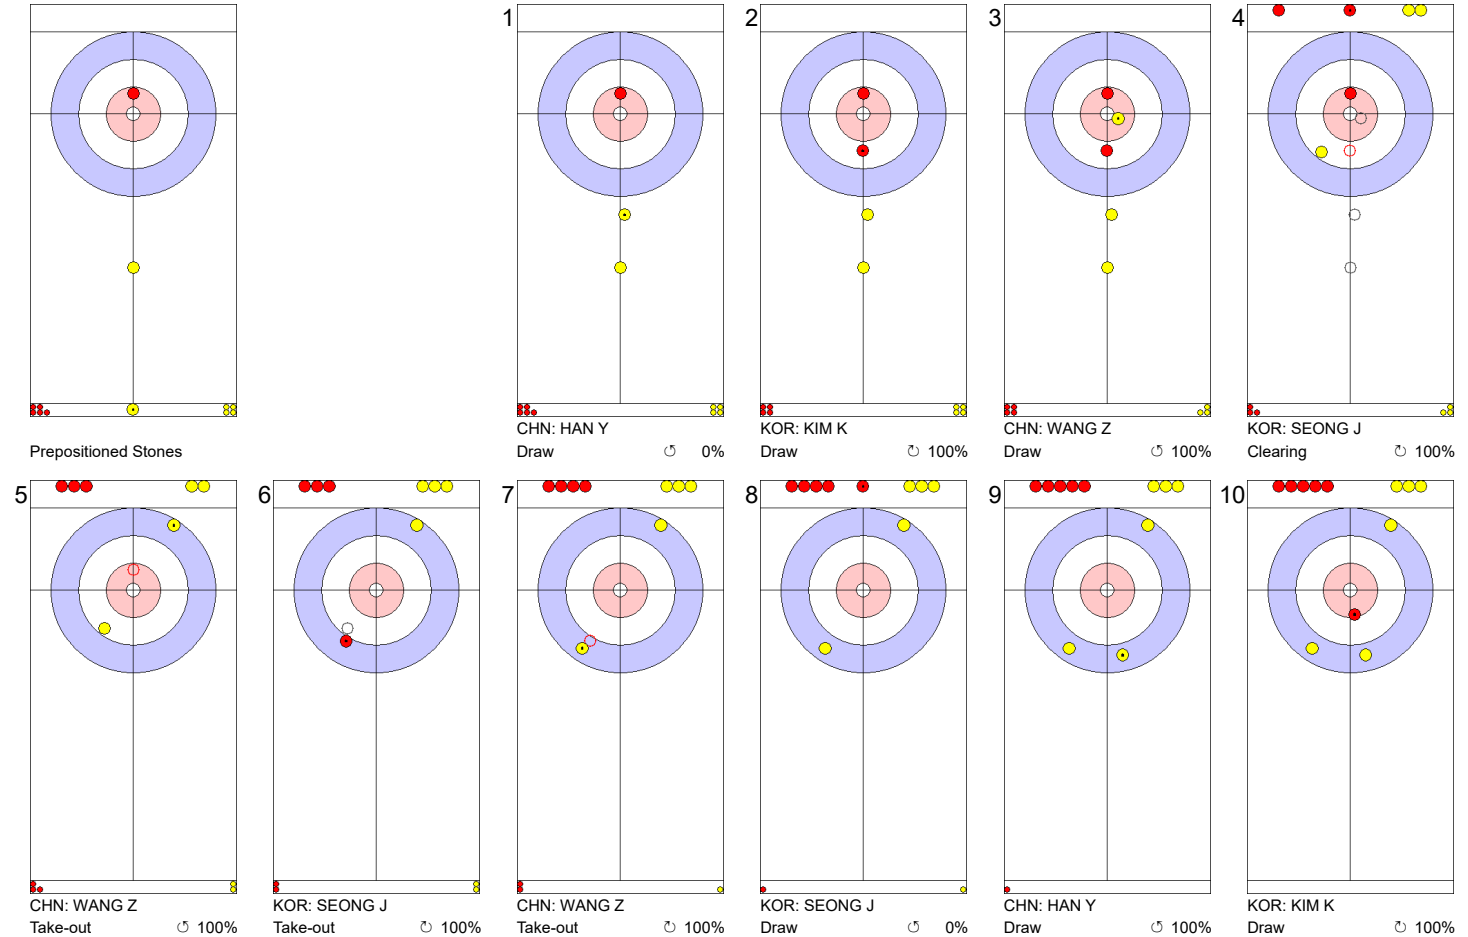 1
2
3
4
Prepositioned Stones
CHN: HAN Y
Draw ↺ 0%
KOR: KIM K
Draw ↻ 100%
CHN: WANG Z
Draw ↺ 100%
KOR: SEONG J
Clearing ↻ 100%
5
6
7
8
9
10
CHN: WANG Z
Take-out ↺ 100%
KOR: SEONG J
Take-out ↻ 100%
CHN: WANG Z
Take-out ↺ 100%
KOR: SEONG J
Draw ↻ 0%
CHN: HAN Y
Draw ↺ 100%
KOR: KIM K
Draw ↻ 100%